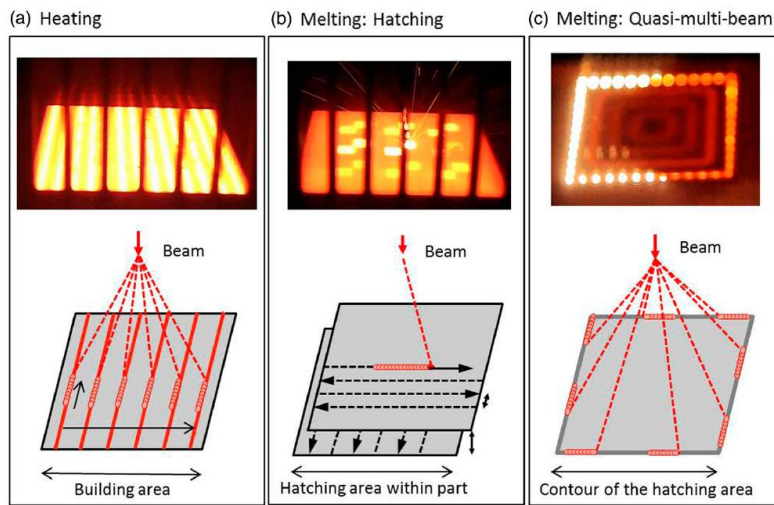 (a) Heating
(b) Melting: Hatching
(c) Melting: Quasi-multi-beam
Beam
Beam
Beam
Building area
Hatching area within part
Contour of the hatching area